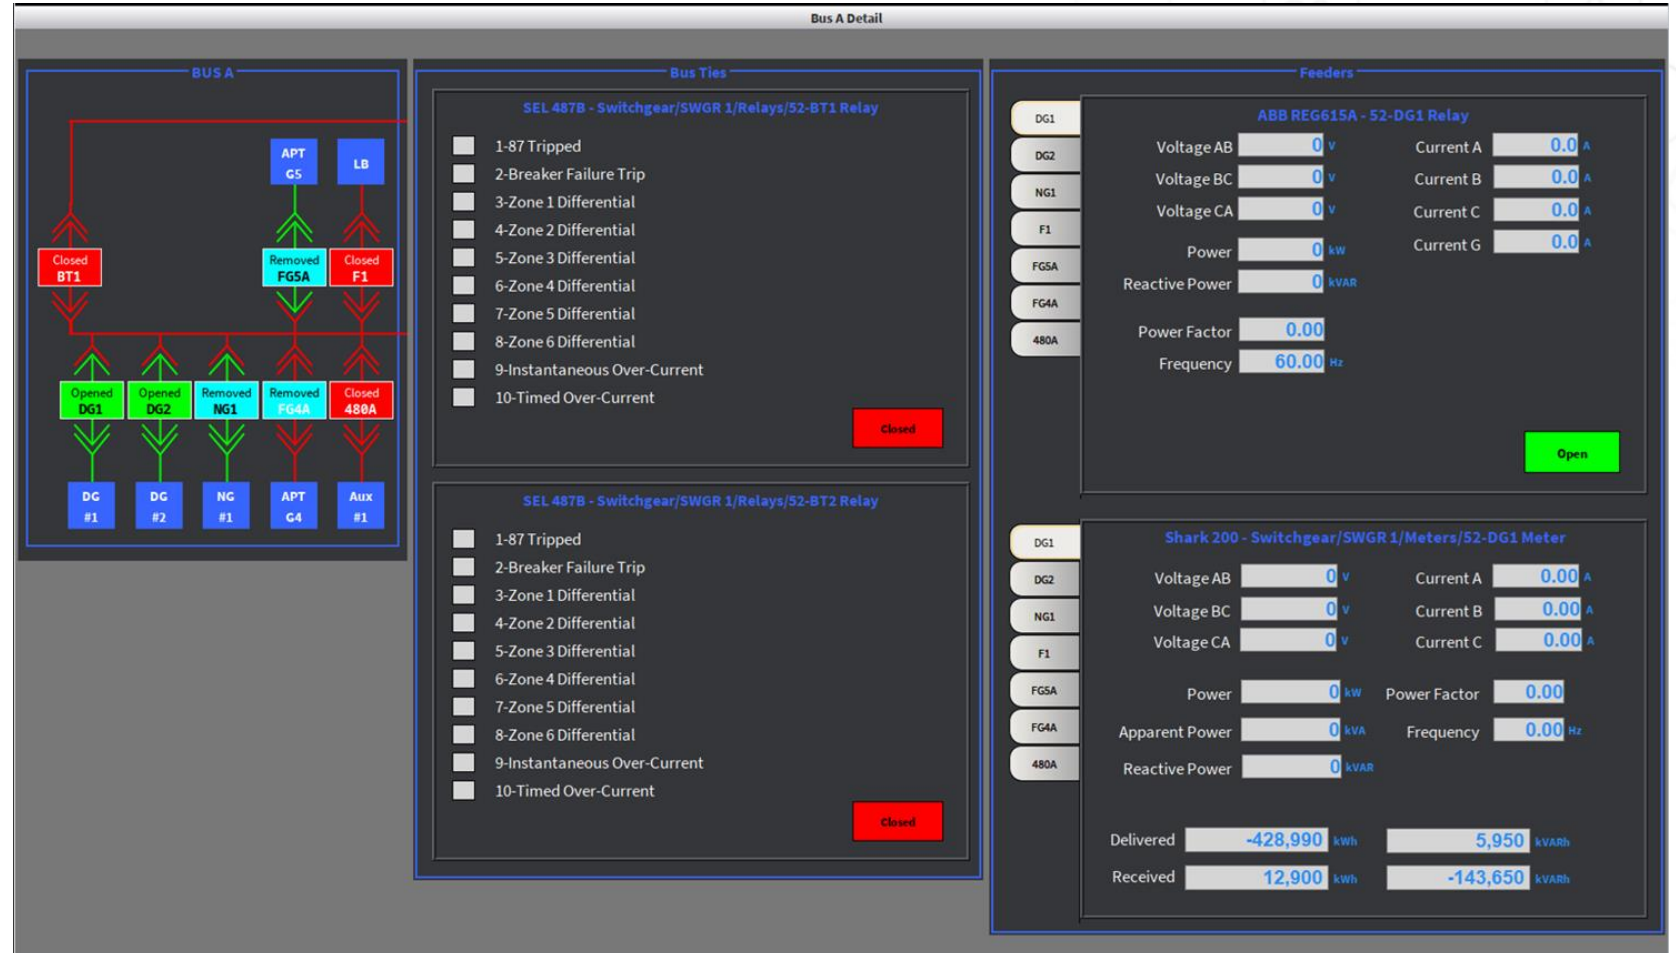 Bus A Detail
BUS A
APT
G5
LB
Closed
BT1
Removed
FG5A
Closed
F1
Opened
DG1
Opened
DG2
Removed
NG1
Removed
FG4A
Closed
480A
DG
#1
DG
#2
NG
#1
APT
G4
Aux
#1
Bus Ties
SEL 487B - Switchgear/SWGR 1/Relays/52-BT1 Relay
1-87 Tripped
2-Breaker Failure Trip
3-Zone 1 Differential
4-Zone 2 Differential
5-Zone 3 Differential
6-Zone 4 Differential
7-Zone 5 Differential
8-Zone 6 Differential
9-Instantaneous Over-Current
10-Timed Over-Current
Closed
SEL 487B - Switchgear/SWGR 1/Relays/52-BT2 Relay
1-87 Tripped
2-Breaker Failure Trip
3-Zone 1 Differential
4-Zone 2 Differential
5-Zone 3 Differential
6-Zone 4 Differential
7-Zone 5 Differential
8-Zone 6 Differential
9-Instantaneous Over-Current
10-Timed Over-Current
Closed
Feeders
DG1
DG2
NG1
F1
FG5A
FG4A
480A
ABB REG615A - 52-DG1 Relay
Voltage AB 0 V Current A 0.0 A
Voltage BC 0 V Current B 0.0 A
Voltage CA 0 V Current C 0.0 A
Power 0 kW Current G 0.0 A
Reactive Power 0 kVAR
Power Factor 0.00
Frequency 60.00 Hz
Open
DG1
DG2
NG1
F1
FG5A
FG4A
480A
Shark 200 - Switchgear/SWGR 1/Meters/52-DG1 Meter
Voltage AB 0 V Current A 0.00 A
Voltage BC 0 V Current B 0.00 A
Voltage CA 0 V Current C 0.00 A
Power 0 kW Power Factor 0.00
Apparent Power 0 kVA Frequency 0.00 Hz
Reactive Power 0 kVAR
Delivered -428,990 kWh 5,950 kVARh
Received 12,900 kWh -143,650 kVARh